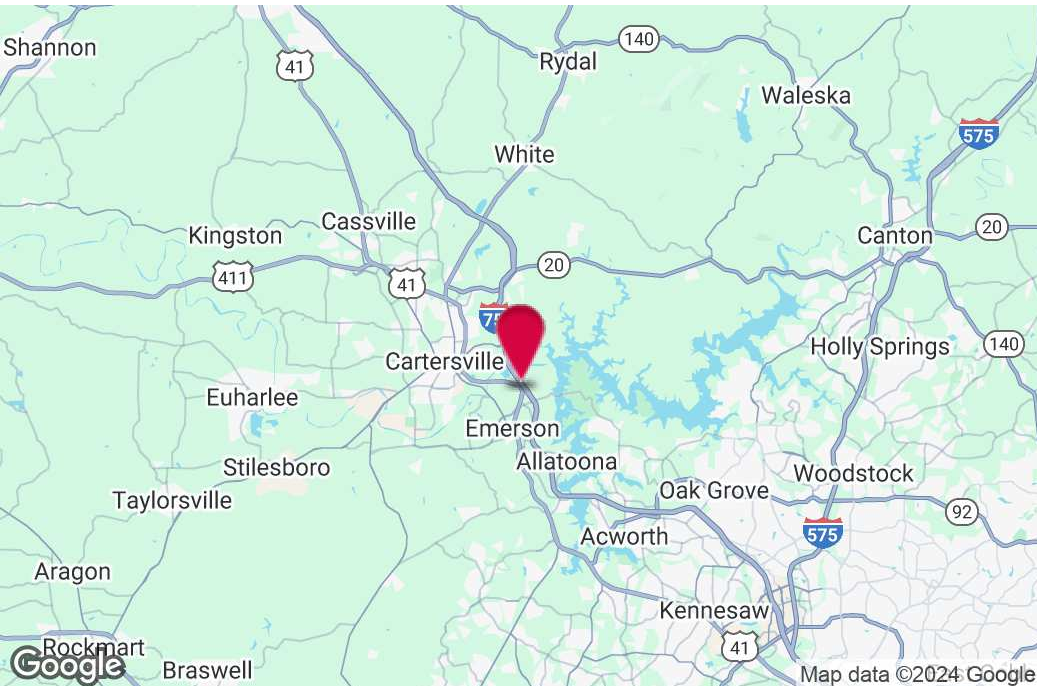 Shannon
140
Rydal
41
Waleska
575
White
Cassville
Kingston
20
Canton
411
41
20
75
140
Holly Springs
Cartersville
Euharlee
Emerson
Allatoona
Stilesboro
Woodstock
Oak Grove
Taylorsville
92
575
Acworth
Aragon
Kennesaw
Rockmart
41
Google
Braswell
Map data ©2024 Google